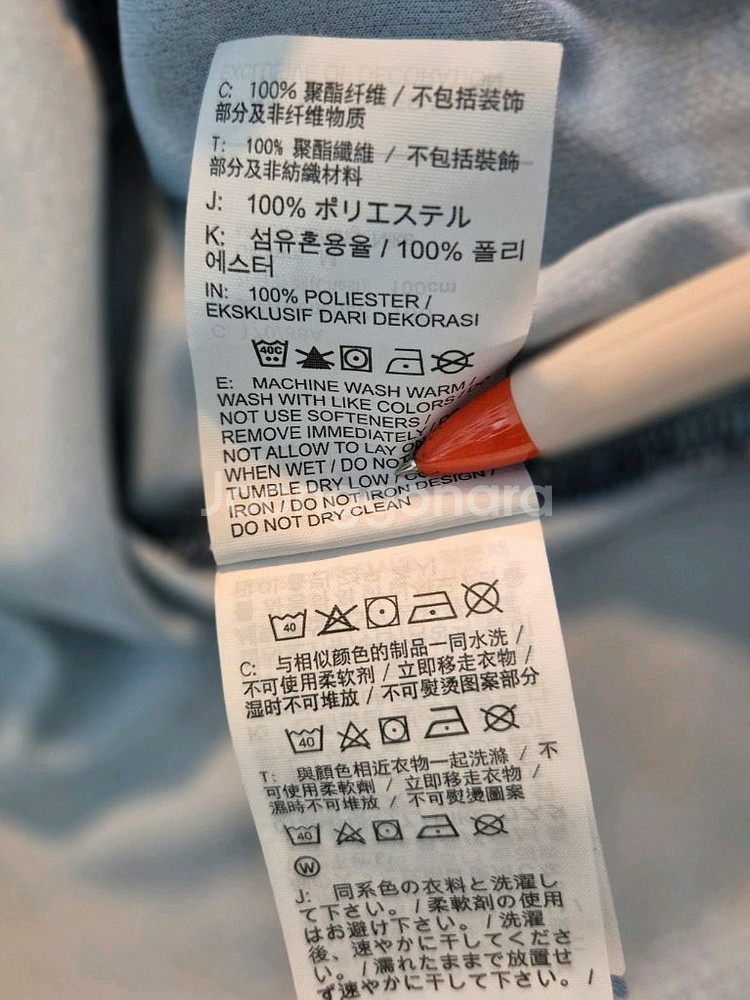 C: 100% 聚酯纤维 / 不包括装饰
部分及非纤维物质
T: 100% 聚酯纖維 / 不包括裝飾
部分及非紡織材料
J: 100% ポリエステル
K: 섬유혼용율 / 100% 폴리
에스터
IN: 100% POLIESTER /
EKSKLUSIF DARI DEKORASI
40C
E: MACHINE WASH WARM /
WASH WITH LIKE COLORS /
NOT USE SOFTENERS /
REMOVE IMMEDIATELY
NOT ALLOW TO LAY
WHEN WET / DO NOT
TUMBLE DRY LOW /
IRON / DO NOT IRON DESIGN /
DO NOT DRY CLEAN
40
C: 与相似颜色的制品一同水洗 /
不可使用柔软剂 / 立即移走衣物 /
湿时不可堆放 / 不可熨烫图案部分
40
T: 與顏色相近衣物一起洗滌 / 不
可使用柔軟劑 / 立即移走衣物 /
濕時不可堆放 / 不可熨燙圖案
40
W
J: 同系色の衣料と洗濯し
て下さい。/ 柔軟剤の使用
はお避け下さい。/ 洗濯
後、速やかに干してくださ
い。/ 濡れたままで放置せ
ず速やかに干して下さい。/